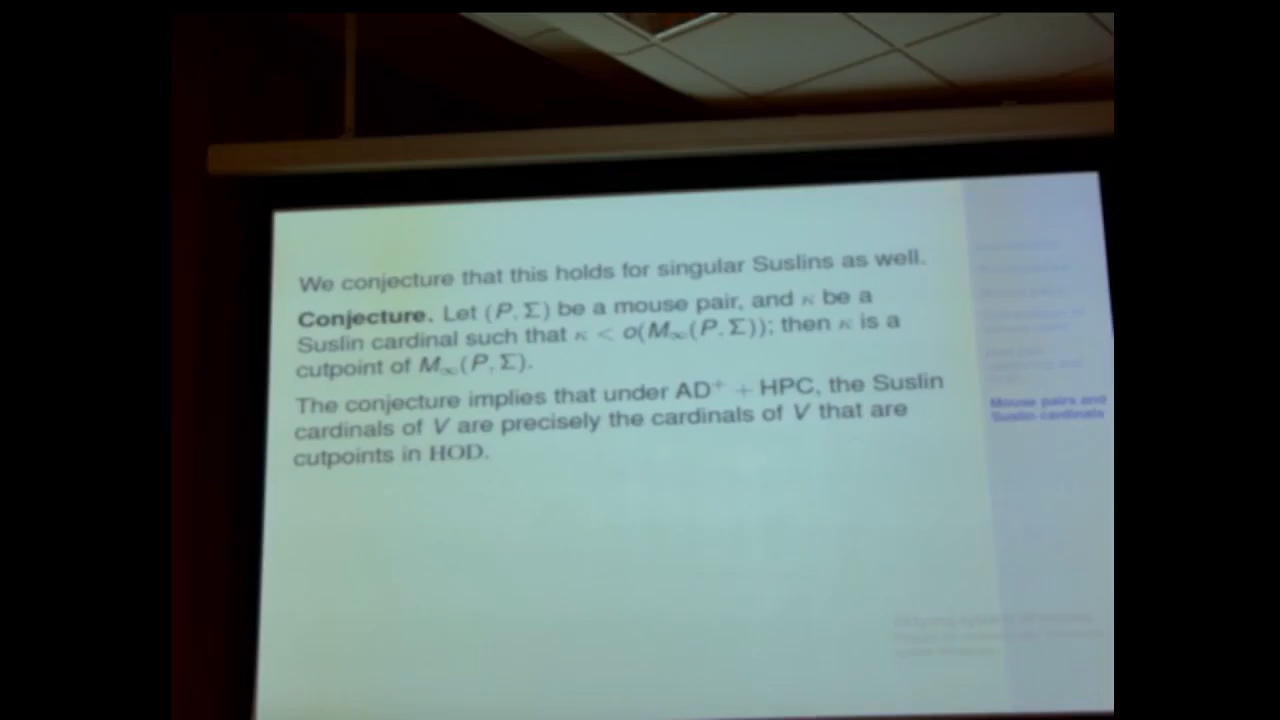 We conjecture that this holds for singular Suslins as well.
Conjecture. Let (P, Σ) be a mouse pair, and κ be a
Suslin cardinal such that κ < o(M∞(P, Σ)); then κ is a
cutpoint of M∞(P, Σ).
The conjecture implies that under AD⁺ + HPC, the Suslin
cardinals of V are precisely the cardinals of V that are
cutpoints in HOD.
Mouse pairs and
Suslin cardinals